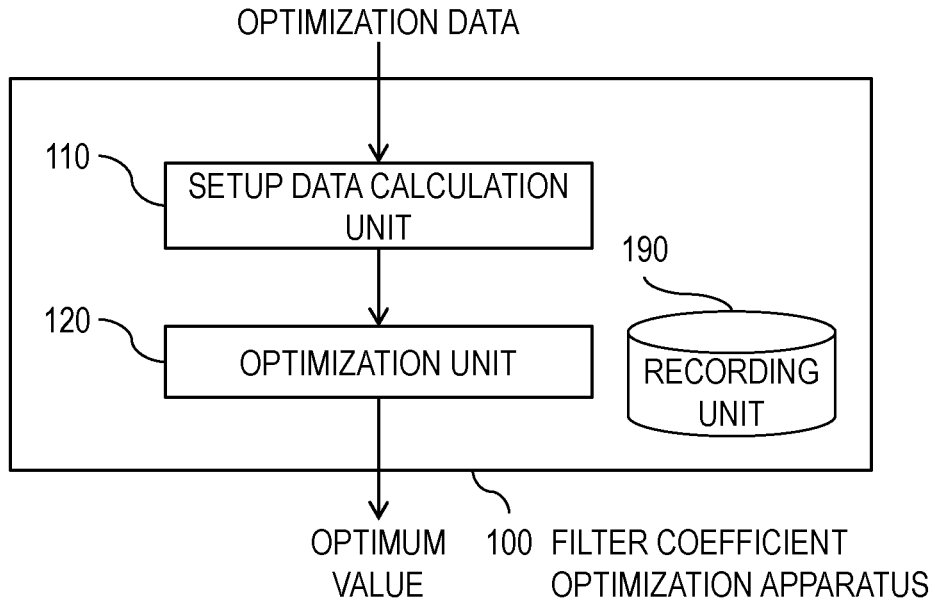 OPTIMIZATION DATA
110
SETUP DATA CALCULATION
UNIT
190
120
OPTIMIZATION UNIT
RECORDING
UNIT
OPTIMUM
VALUE
100 FILTER COEFFICIENT
OPTIMIZATION APPARATUS